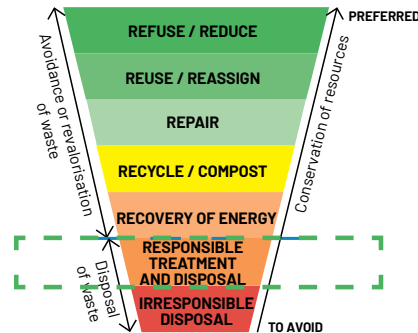 PREFERRED
REFUSE / REDUCE
REUSE / REASSIGN
REPAIR
RECYCLE / COMPOST
RECOVERY OF ENERGY
RESPONSIBLE
TREATMENT
AND DISPOSAL
IRRESPONSIBLE
DISPOSAL
TO AVOID
Avoidance or revalorisation
of waste
Disposal
of waste
Conservation of resources